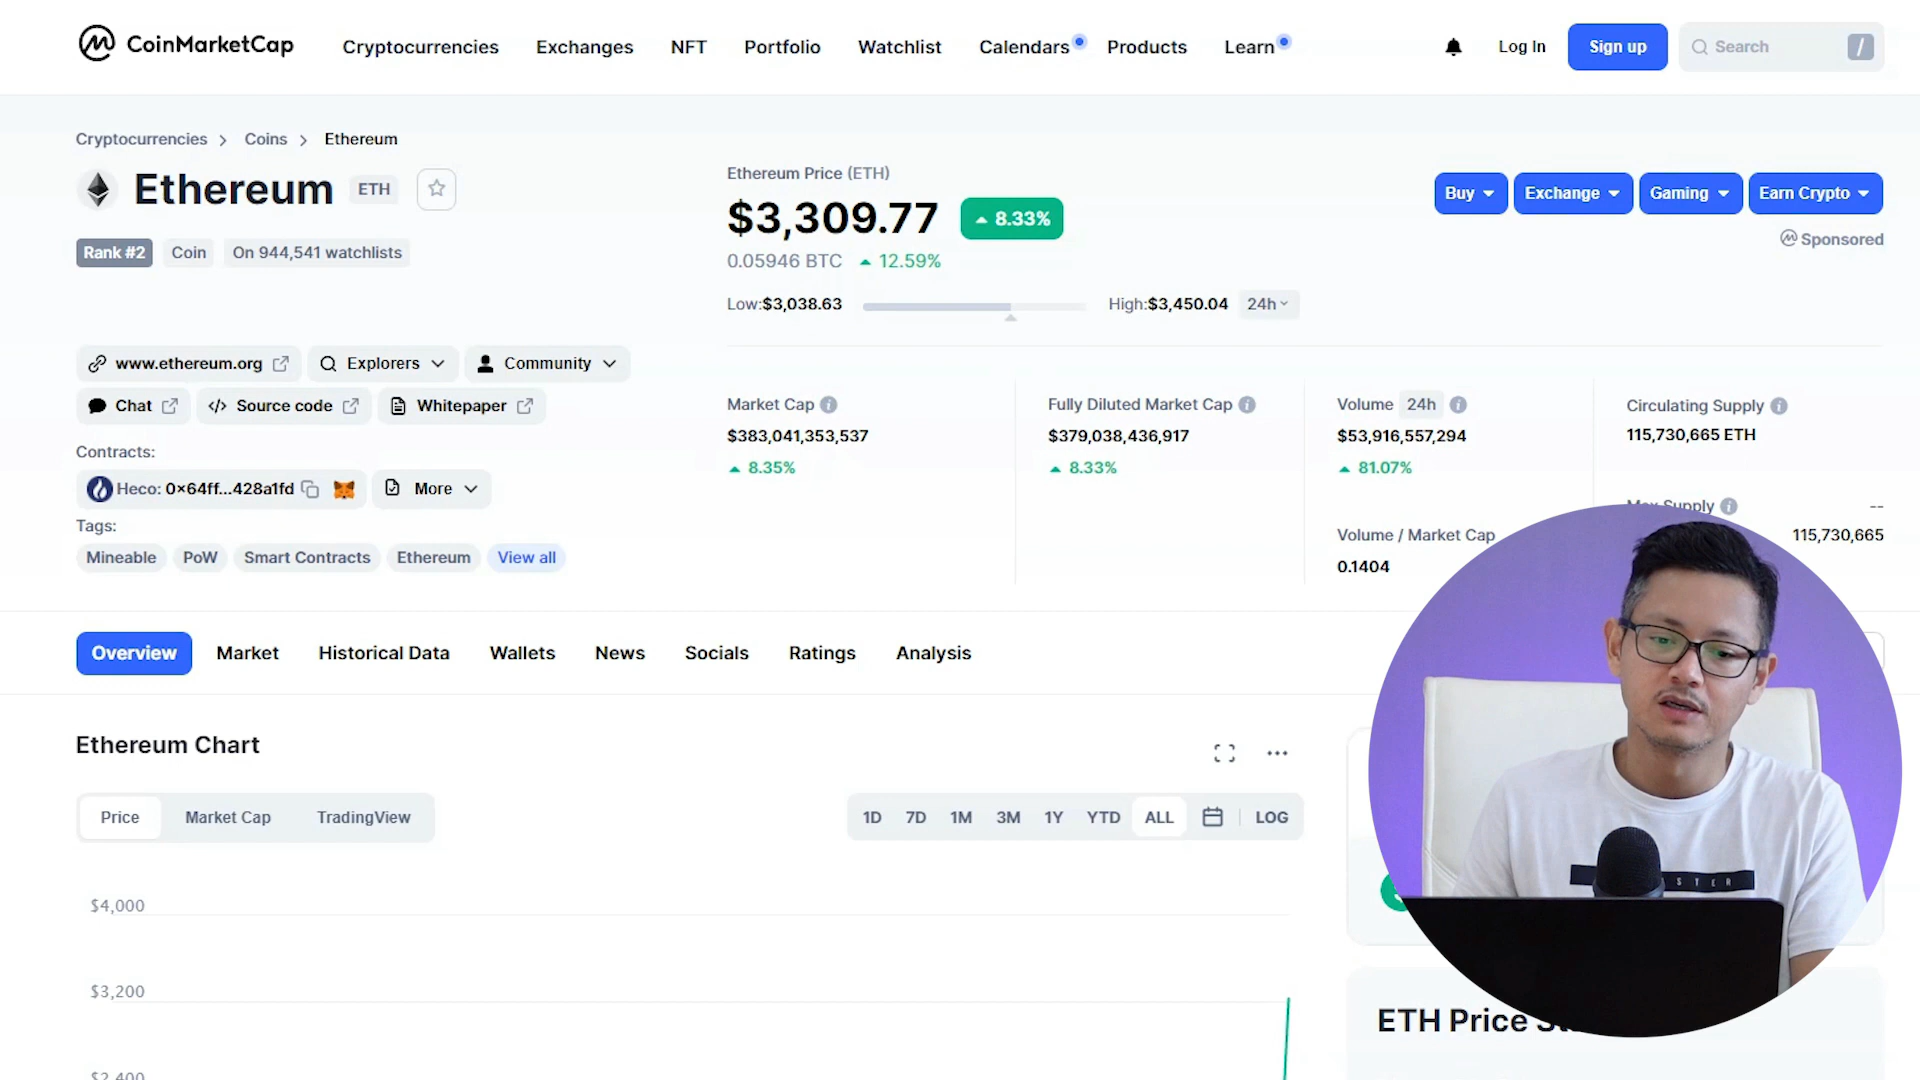 CoinMarketCap Cryptocurrencies Exchanges NFT Portfolio Watchlist Calendars Products Learn Log In Sign up Search /
Cryptocurrencies > Coins > Ethereum
Ethereum ETH
Rank #2 Coin On 944,541 watchlists
Ethereum Price (ETH)
$3,309.77 8.33%
0.05946 BTC 12.59%
Low:$3,038.63 High:$3,450.04 24h
Buy Exchange Gaming Earn Crypto
Sponsored
www.ethereum.org Explorers Community
Chat Source code Whitepaper
Contracts:
Heco: 0x64ff...428a1fd More
Tags:
Mineable PoW Smart Contracts Ethereum View all
Market Cap
$383,041,353,537
8.35%
Fully Diluted Market Cap
$379,038,436,917
8.33%
Volume 24h
$53,916,557,294
81.07%
Volume / Market Cap
0.1404
Circulating Supply
115,730,665 ETH
Max Supply --
115,730,665
Overview Market Historical Data Wallets News Socials Ratings Analysis
Ethereum Chart
Price Market Cap TradingView
1D 7D 1M 3M 1Y YTD ALL LOG
$4,000
$3,200
$2,400
ETH Price